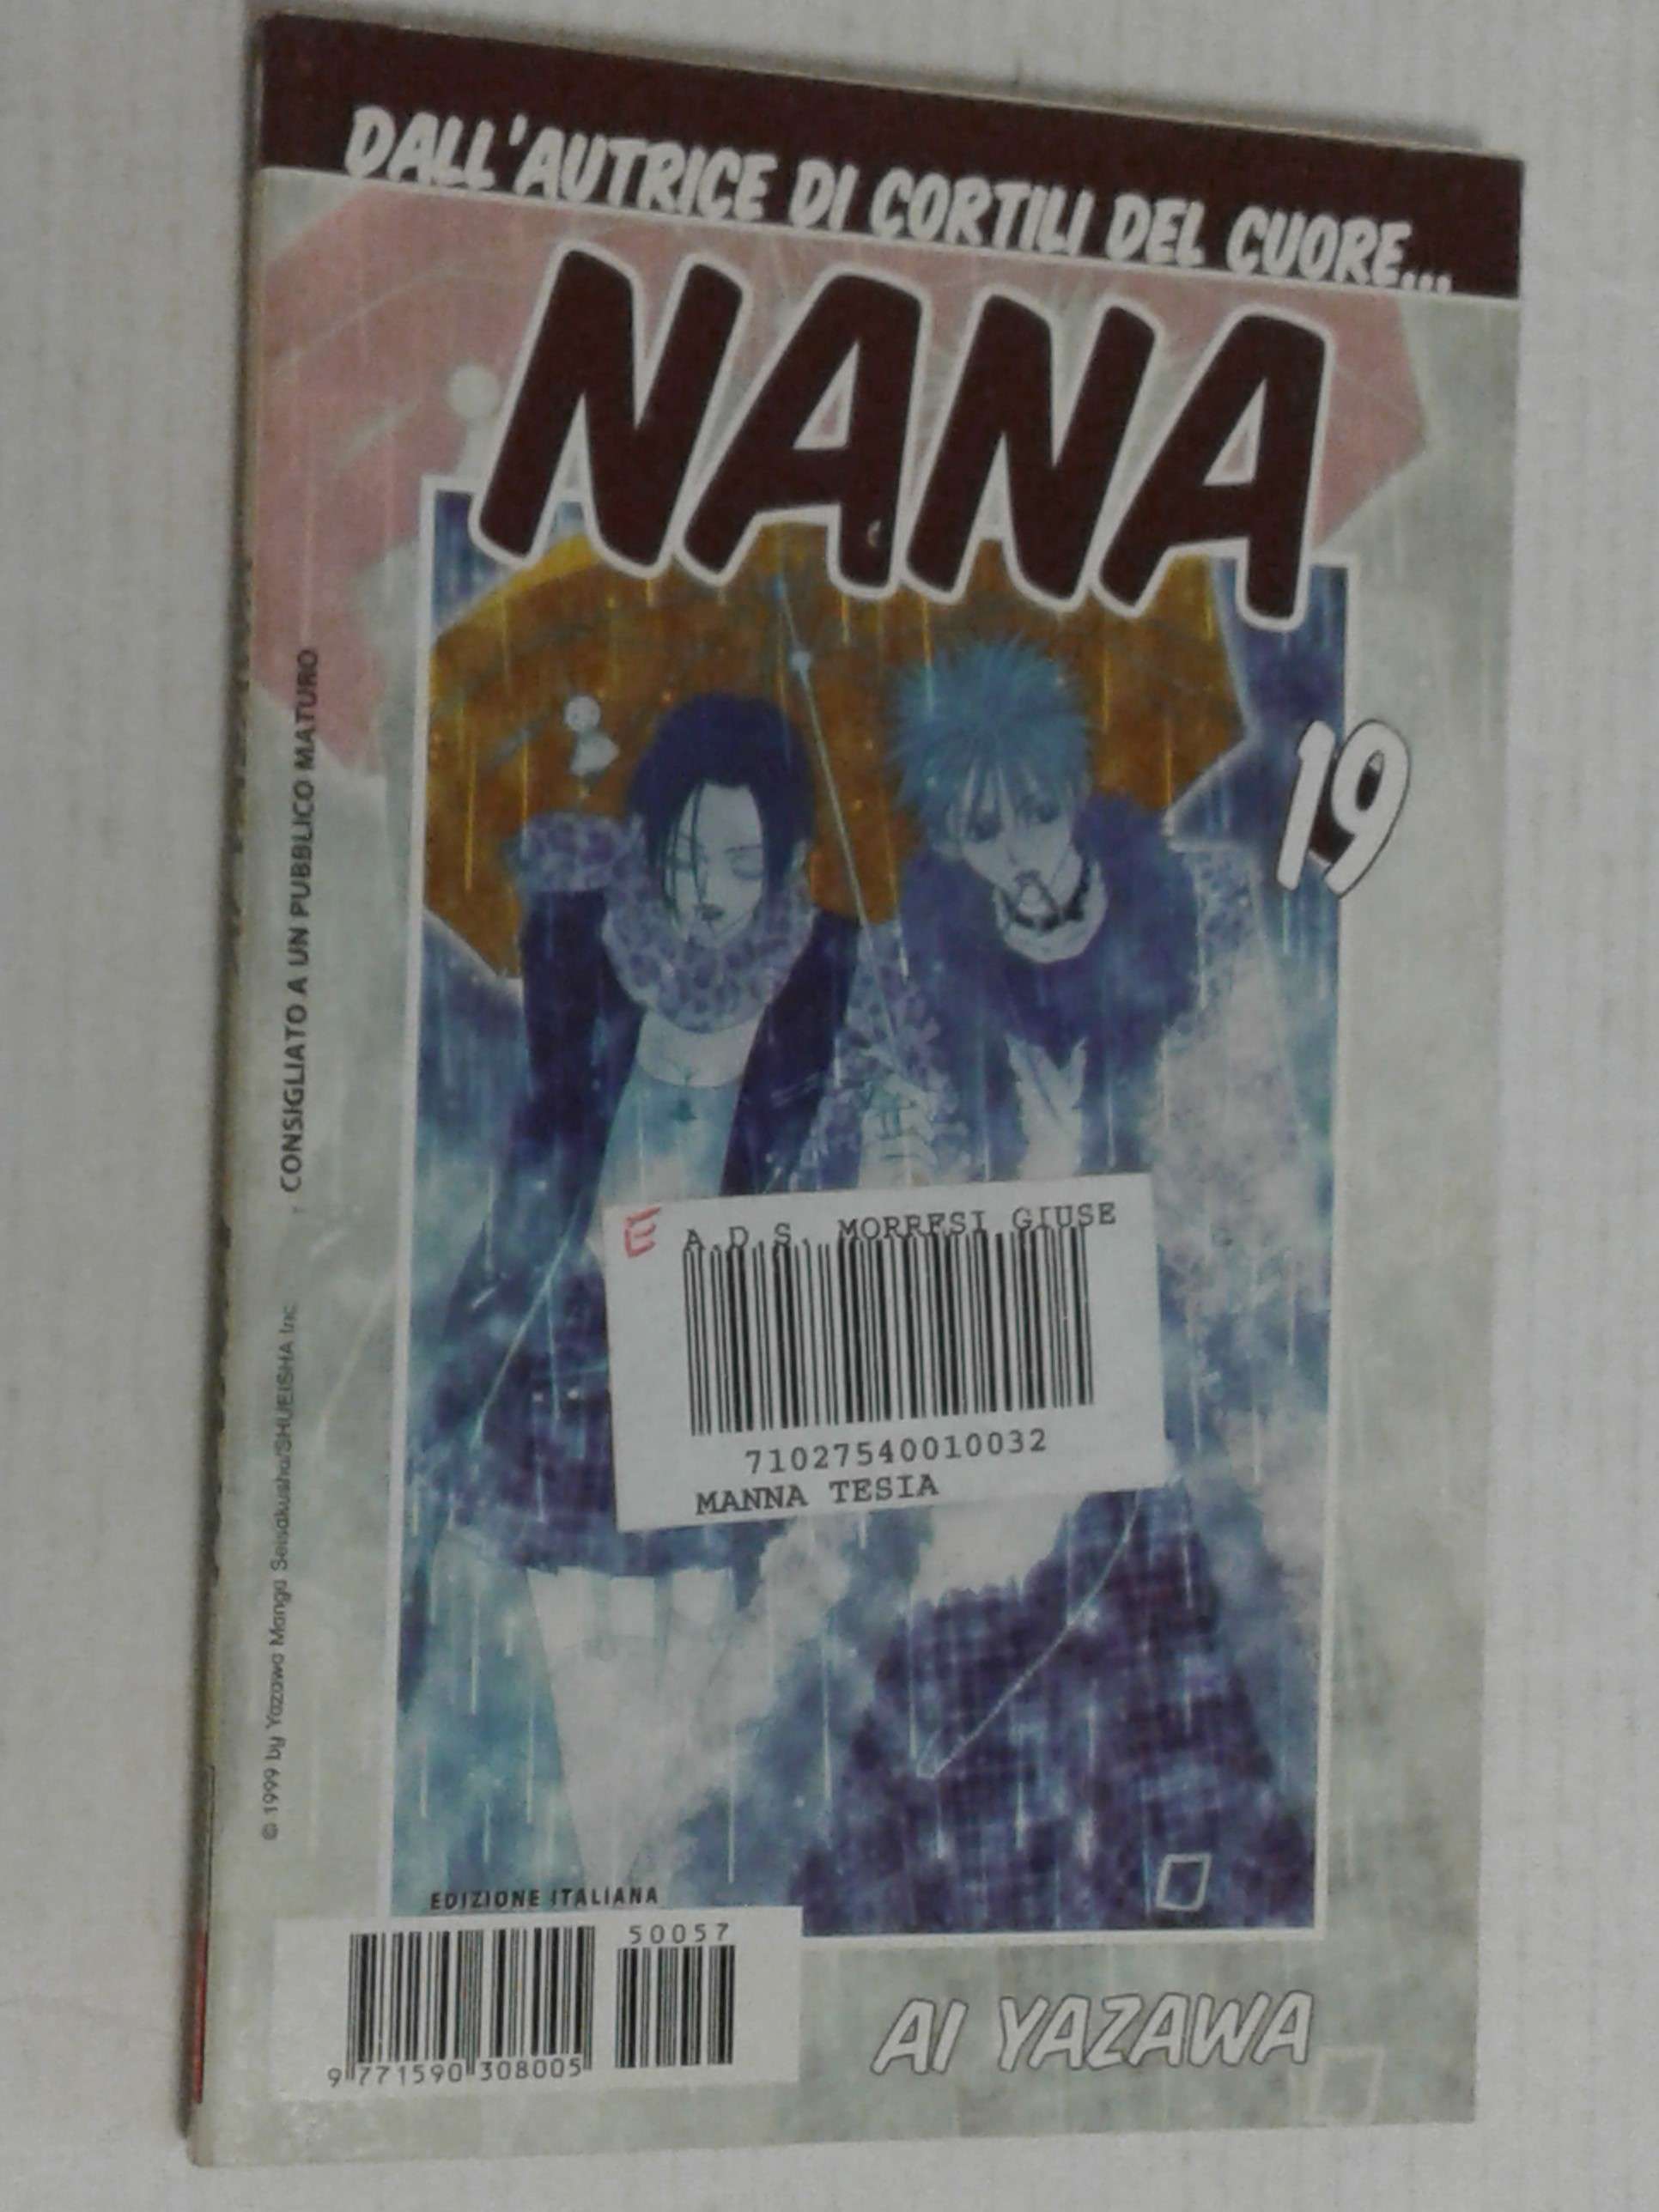 DALL'AUTRICE DI CORTILI DEL CUORE...
NANA
19
CONSIGLIATO A UN PUBBLICO MATURO
© 1999 by Yazawa Manga Seisakusho/SHUEISHA Inc.
E
A.D.S. MORRESI GIUSE
71027540010032
MANNA TESIA
EDIZIONE ITALIANA
50057
9 771590 308005
AI YAZAWA